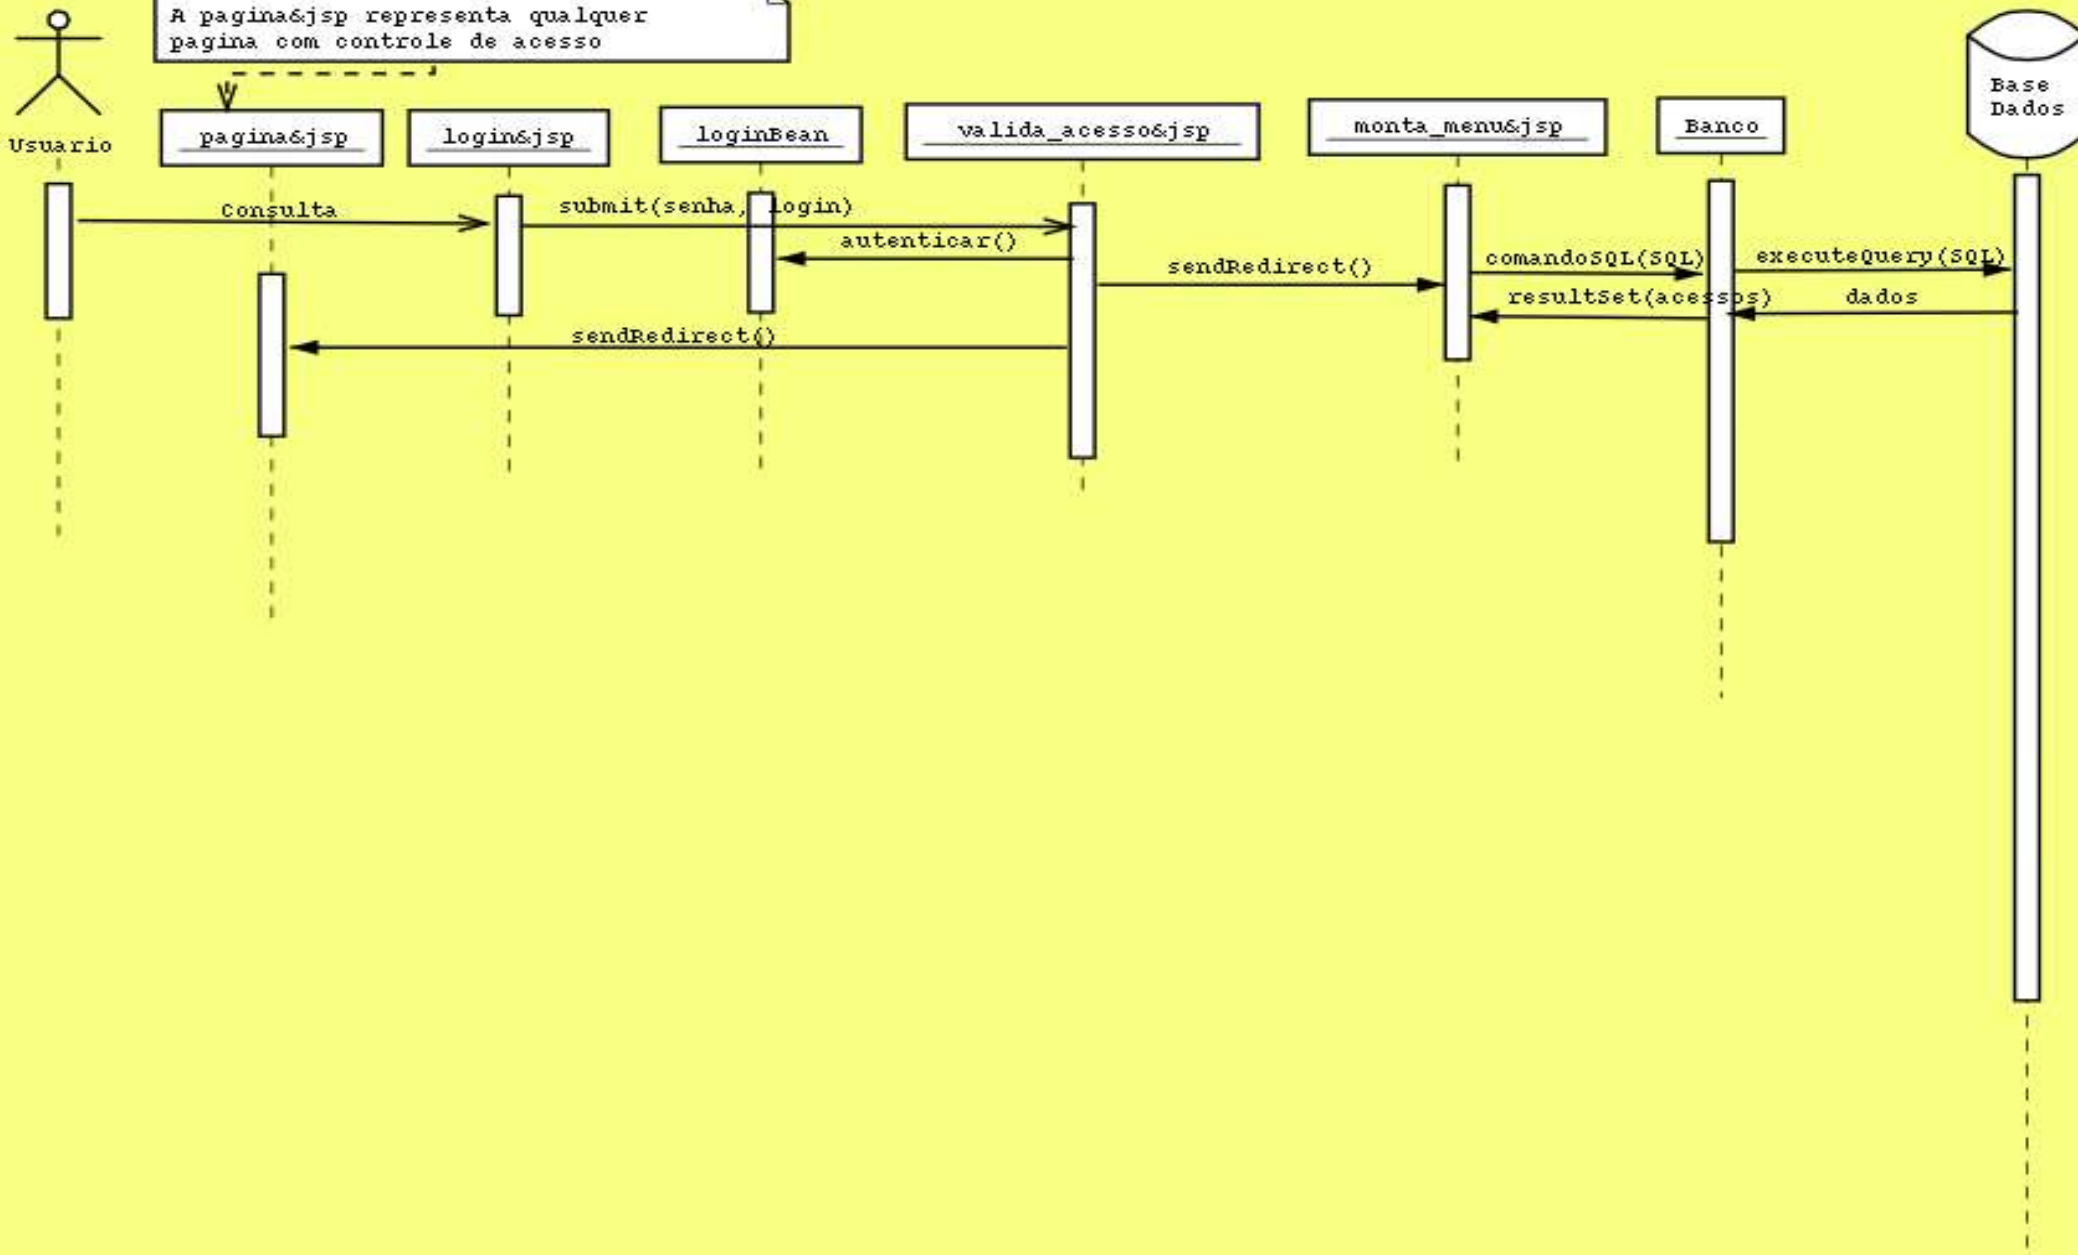 A pagina&jsp representa qualquer
pagina com controle de acesso
Usuario
pagina&jsp
login&jsp
loginBean
valida_acesso&jsp
monta_menu&jsp
Banco
Base
Dados
Consulta
submit(senha, login)
autenticar()
sendRedirect()
comandoSQL(SQL)
executeQuery(SQL)
resultSet(acessos)
dados
sendRedirect()